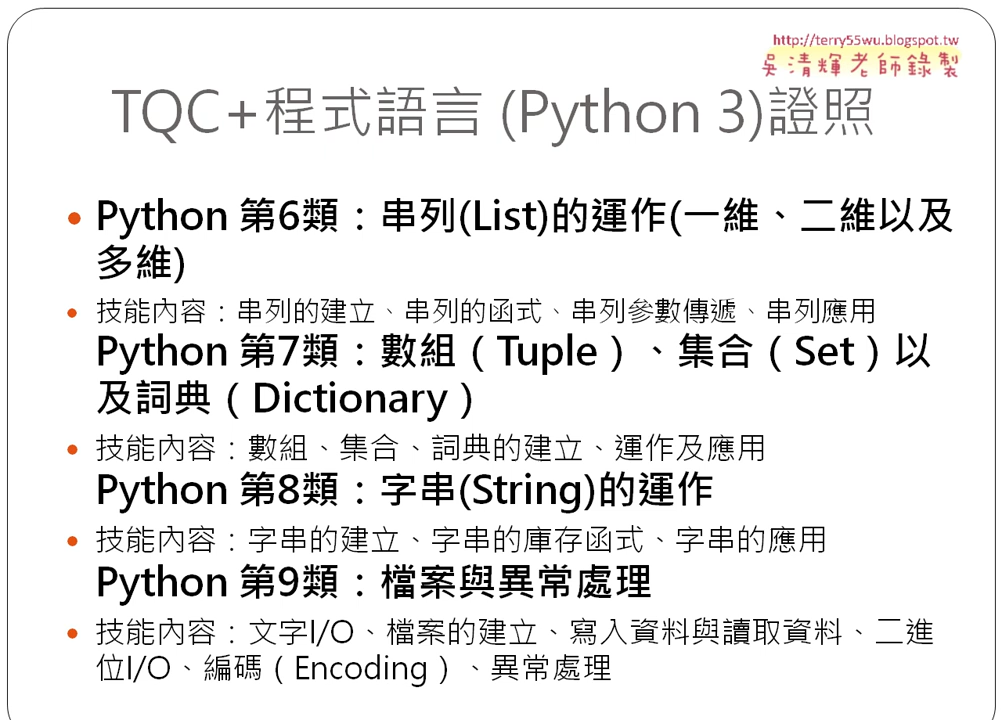 http://terry55wu.blogspot.tw
吳清輝老師錄製
TQC+程式語言 (Python 3)證照
Python 第6類：串列(List)的運作(一維、二維以及
多維)
技能內容：串列的建立、串列的函式、串列參數傳遞、串列應用
Python 第7類：數組（Tuple）、集合（Set）以
及詞典（Dictionary）
技能內容：數組、集合、詞典的建立、運作及應用
Python 第8類：字串(String)的運作
技能內容：字串的建立、字串的庫存函式、字串的應用
Python 第9類：檔案與異常處理
技能內容：文字I/O、檔案的建立、寫入資料與讀取資料、二進
位I/O、編碼（Encoding）、異常處理